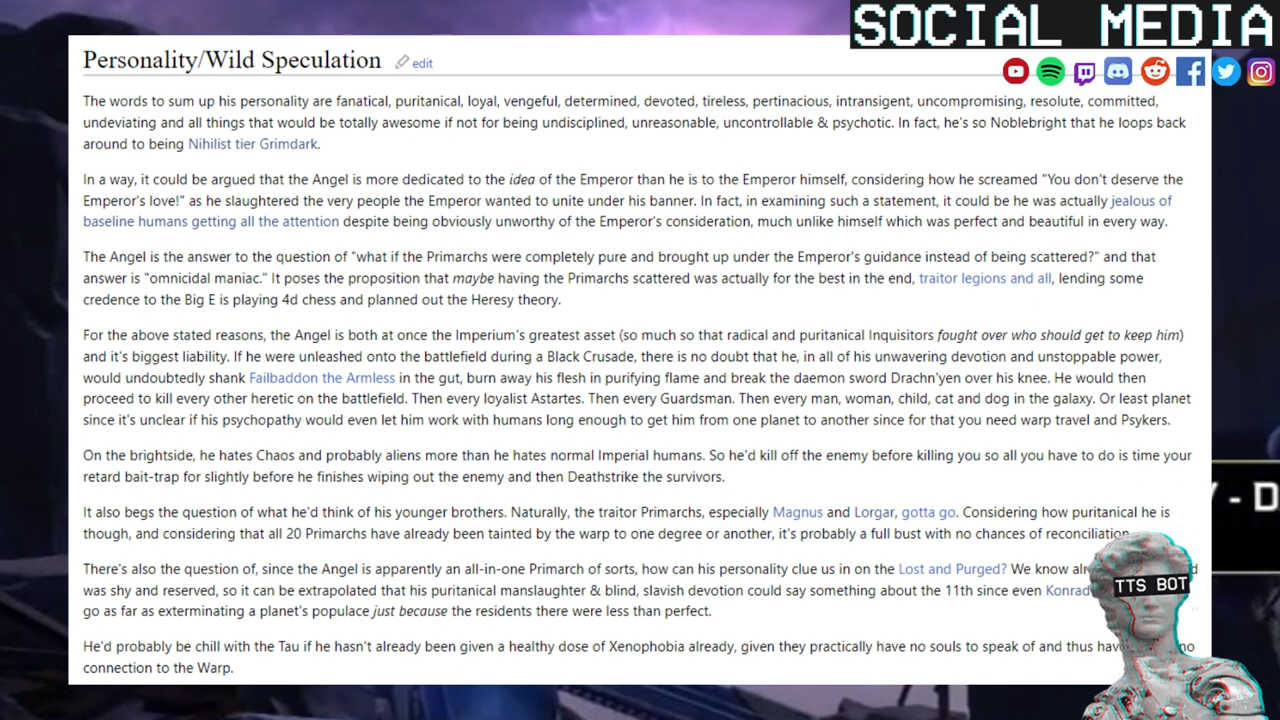 SOCIAL MEDIA
Personality/Wild Speculation edit
The words to sum up his personality are fanatical, puritanical, loyal, vengeful, determined, devoted, tireless, pertinacious, intransigent, uncompromising, resolute, committed,
undeviating and all things that would be totally awesome if not for being undisciplined, unreasonable, uncontrollable & psychotic. In fact, he's so Noblebright that he loops back
around to being Nihilist tier Grimdark.
In a way, it could be argued that the Angel is more dedicated to the idea of the Emperor than he is to the Emperor himself, considering how he screamed "You don't deserve the
Emperor's love!" as he slaughtered the very people the Emperor wanted to unite under his banner. In fact, in examining such a statement, it could be he was actually jealous of
baseline humans getting all the attention despite being obviously unworthy of the Emperor's consideration, much unlike himself which was perfect and beautiful in every way.
The Angel is the answer to the question of "what if the Primarchs were completely pure and brought up under the Emperor's guidance instead of being scattered?" and that
answer is "omnicidal maniac." It poses the proposition that maybe having the Primarchs scattered was actually for the best in the end, traitor legions and all, lending some
credence to the Big E is playing 4d chess and planned out the Heresy theory.
For the above stated reasons, the Angel is both at once the Imperium's greatest asset (so much so that radical and puritanical Inquisitors fought over who should get to keep him)
and it's biggest liability. If he were unleashed onto the battlefield during a Black Crusade, there is no doubt that he, in all of his unwavering devotion and unstoppable power,
would undoubtedly shank Failbaddon the Armless in the gut, burn away his flesh in purifying flame and break the daemon sword Drachn'yen over his knee. He would then
proceed to kill every other heretic on the battlefield. Then every loyalist Astartes. Then every Guardsman. Then every man, woman, child, cat and dog in the galaxy. Or least planet
since it's unclear if his psychopathy would even let him work with humans long enough to get him from one planet to another since for that you need warp travel and Psykers.
On the brightside, he hates Chaos and probably aliens more than he hates normal Imperial humans. So he'd kill off the enemy before killing you so all you have to do is time your
retard bait-trap for slightly before he finishes wiping out the enemy and then Deathstrike the survivors.
It also begs the question of what he'd think of his younger brothers. Naturally, the traitor Primarchs, especially Magnus and Lorgar, gotta go. Considering how puritanical he is
though, and considering that all 20 Primarchs have already been tainted by the warp to one degree or another, it's probably a full bust with no chances of reconciliation
There's also the question of, since the Angel is apparently an all-in-one Primarch of sorts, how can his personality clue us in on the Lost and Purged? We know
was shy and reserved, so it can be extrapolated that his puritanical manslaughter & blind, slavish devotion could say something about the 11th since even Konrad
go as far as exterminating a planet's populace just because the residents there were less than perfect.
He'd probably be chill with the Tau if he hasn't already been given a healthy dose of Xenophobia already, given they practically have no souls to speak of and thus no
connection to the Warp.
TTS BOT